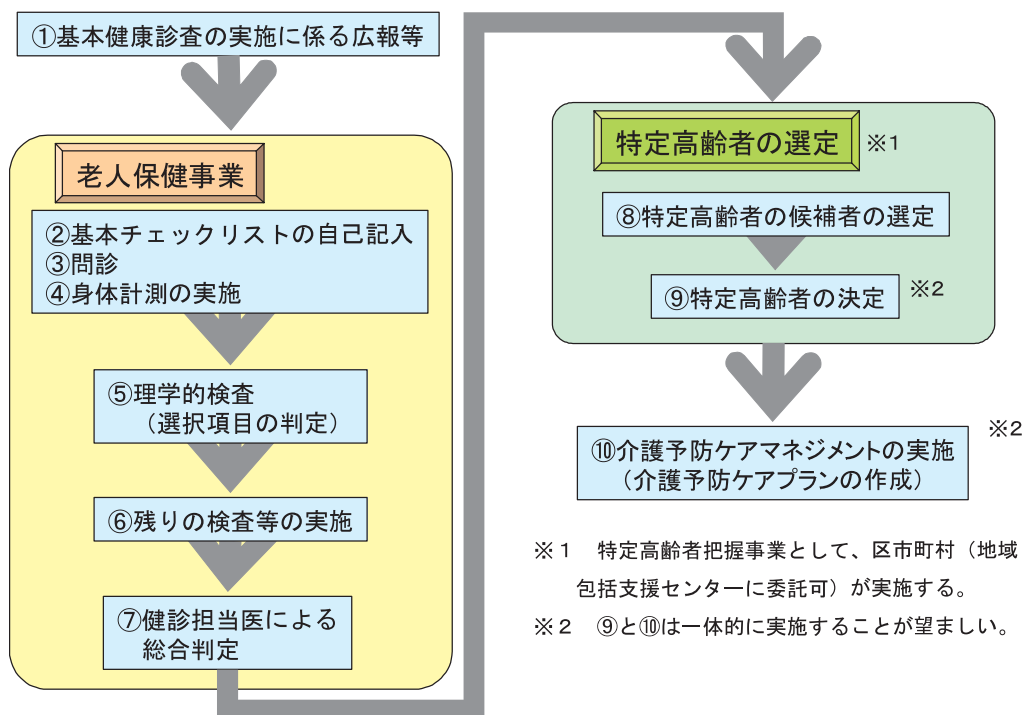 ①基本健康診査の実施に係る広報等
老人保健事業
②基本チェックリストの自己記入
③問診
④身体計測の実施
⑤理学的検査
（選択項目の判定）
⑥残りの検査等の実施
⑦健診担当医による
総合判定
特定高齢者の選定 ※1
⑧特定高齢者の候補者の選定
⑨特定高齢者の決定 ※2
※2
⑩介護予防ケアマネジメントの実施
（介護予防ケアプランの作成）
※１　特定高齢者把握事業として、区市町村（地域
包括支援センターに委託可）が実施する。
※２　⑨と⑩は一体的に実施することが望ましい。